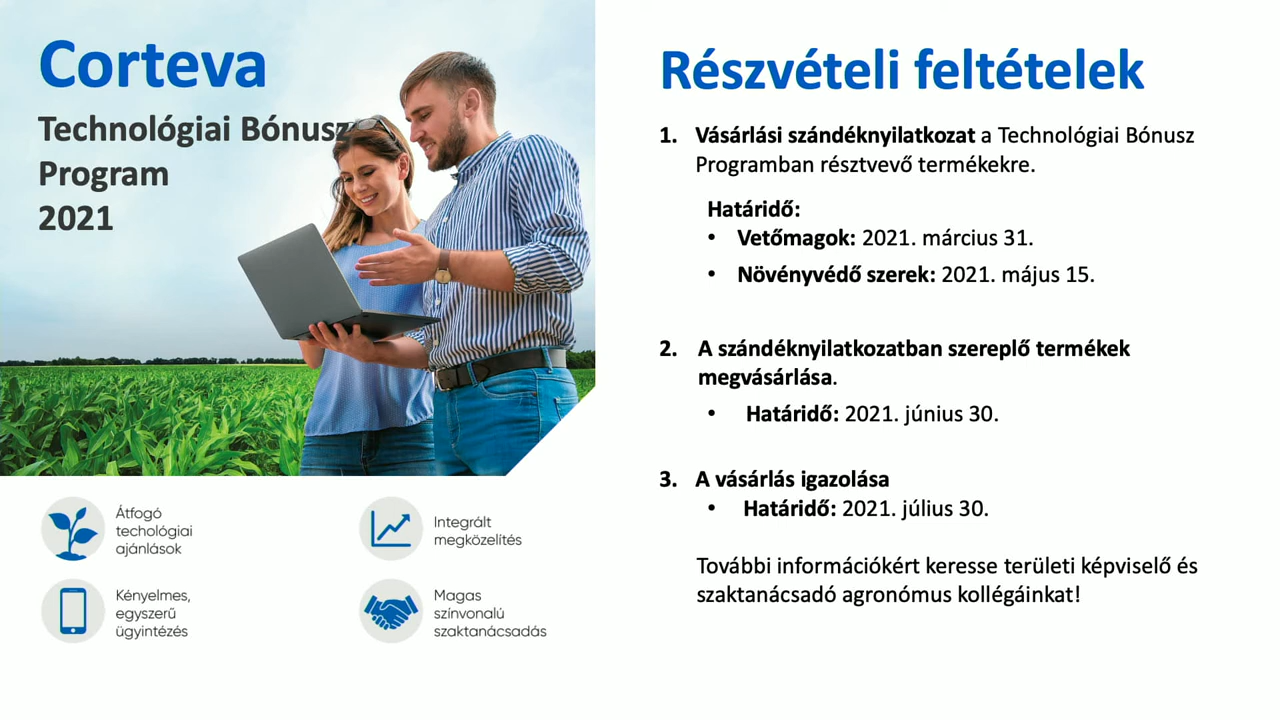 Corteva
Technológiai Bónusz
Program
2021
Átfogó
techológiai
ajánlások
Integrált
megközelítés
Kényelmes,
egyszerű
ügyintézés
Magas
színvonalú
szaktanácsadás
Részvételi feltételek
1. Vásárlási szándéknyilatkozat a Technológiai Bónusz
Programban résztvevő termékekre.
Határidő:
• Vetőmagok: 2021. március 31.
• Növényvédő szerek: 2021. május 15.
2. A szándéknyilatkozatban szereplő termékek
megvásárlása.
• Határidő: 2021. június 30.
3. A vásárlás igazolása
• Határidő: 2021. július 30.
További információkért keresse területi képviselő és
szaktanácsadó agronómus kollégáinkat!